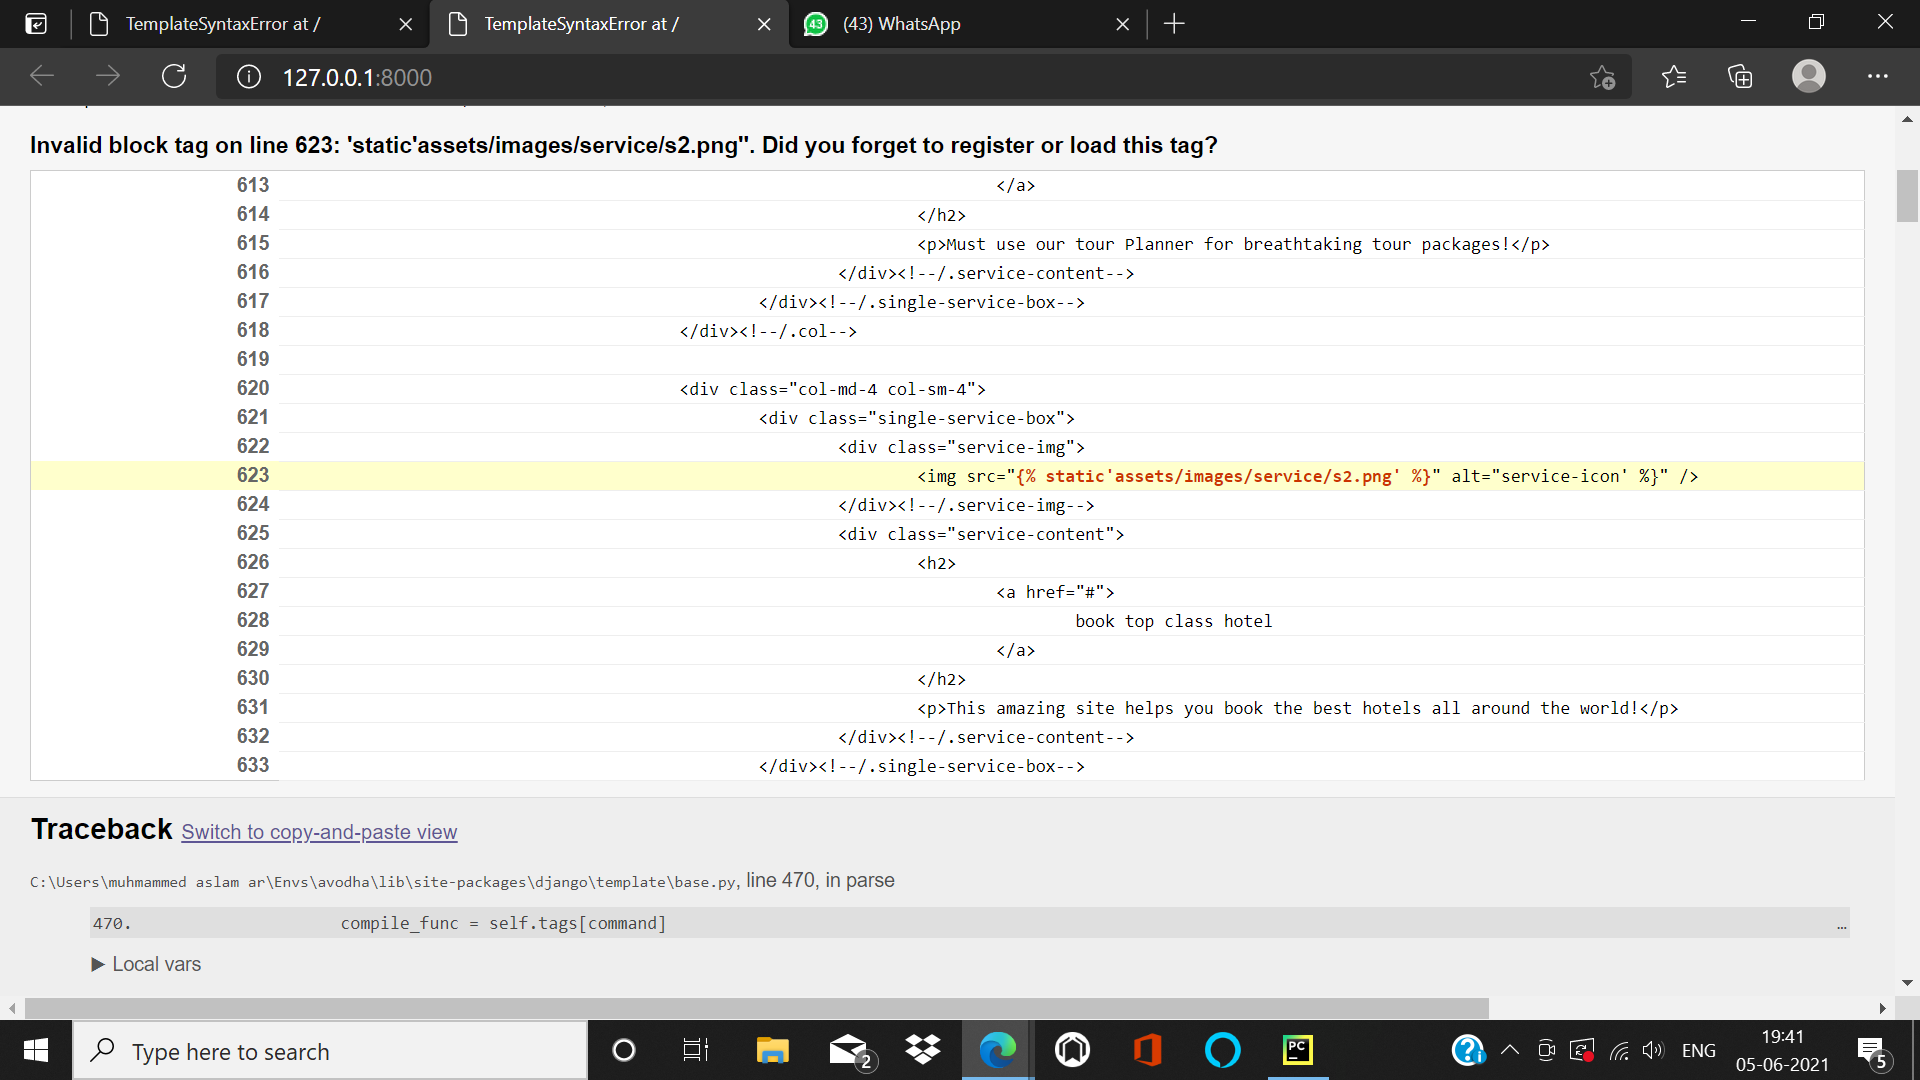 TemplateSyntaxError at /
TemplateSyntaxError at /
43
(43) WhatsApp
127.0.0.1:8000
Invalid block tag on line 623: 'static'assets/images/service/s2.png''. Did you forget to register or load this tag?
613 </a>
614 </h2>
615 <p>Must use our tour Planner for breathtaking tour packages!</p>
616 </div><!--/.service-content-->
617 </div><!--/.single-service-box-->
618 </div><!--/.col-->
619
620 <div class="col-md-4 col-sm-4">
621 <div class="single-service-box">
622 <div class="service-img">
623 <img src="{% static'assets/images/service/s2.png' %}" alt="service-icon' %}" />
624 </div><!--/.service-img-->
625 <div class="service-content">
626 <h2>
627 <a href="#">
628 book top class hotel
629 </a>
630 </h2>
631 <p>This amazing site helps you book the best hotels all around the world!</p>
632 </div><!--/.service-content-->
633 </div><!--/.single-service-box-->
Traceback Switch to copy-and-paste view
C:\Users\muhmammed aslam ar\Envs\avodha\lib\site-packages\django\template\base.py, line 470, in parse
470. compile_func = self.tags[command] …
▶ Local vars
Type here to search
2
PC
ENG
19:41
05-06-2021
5